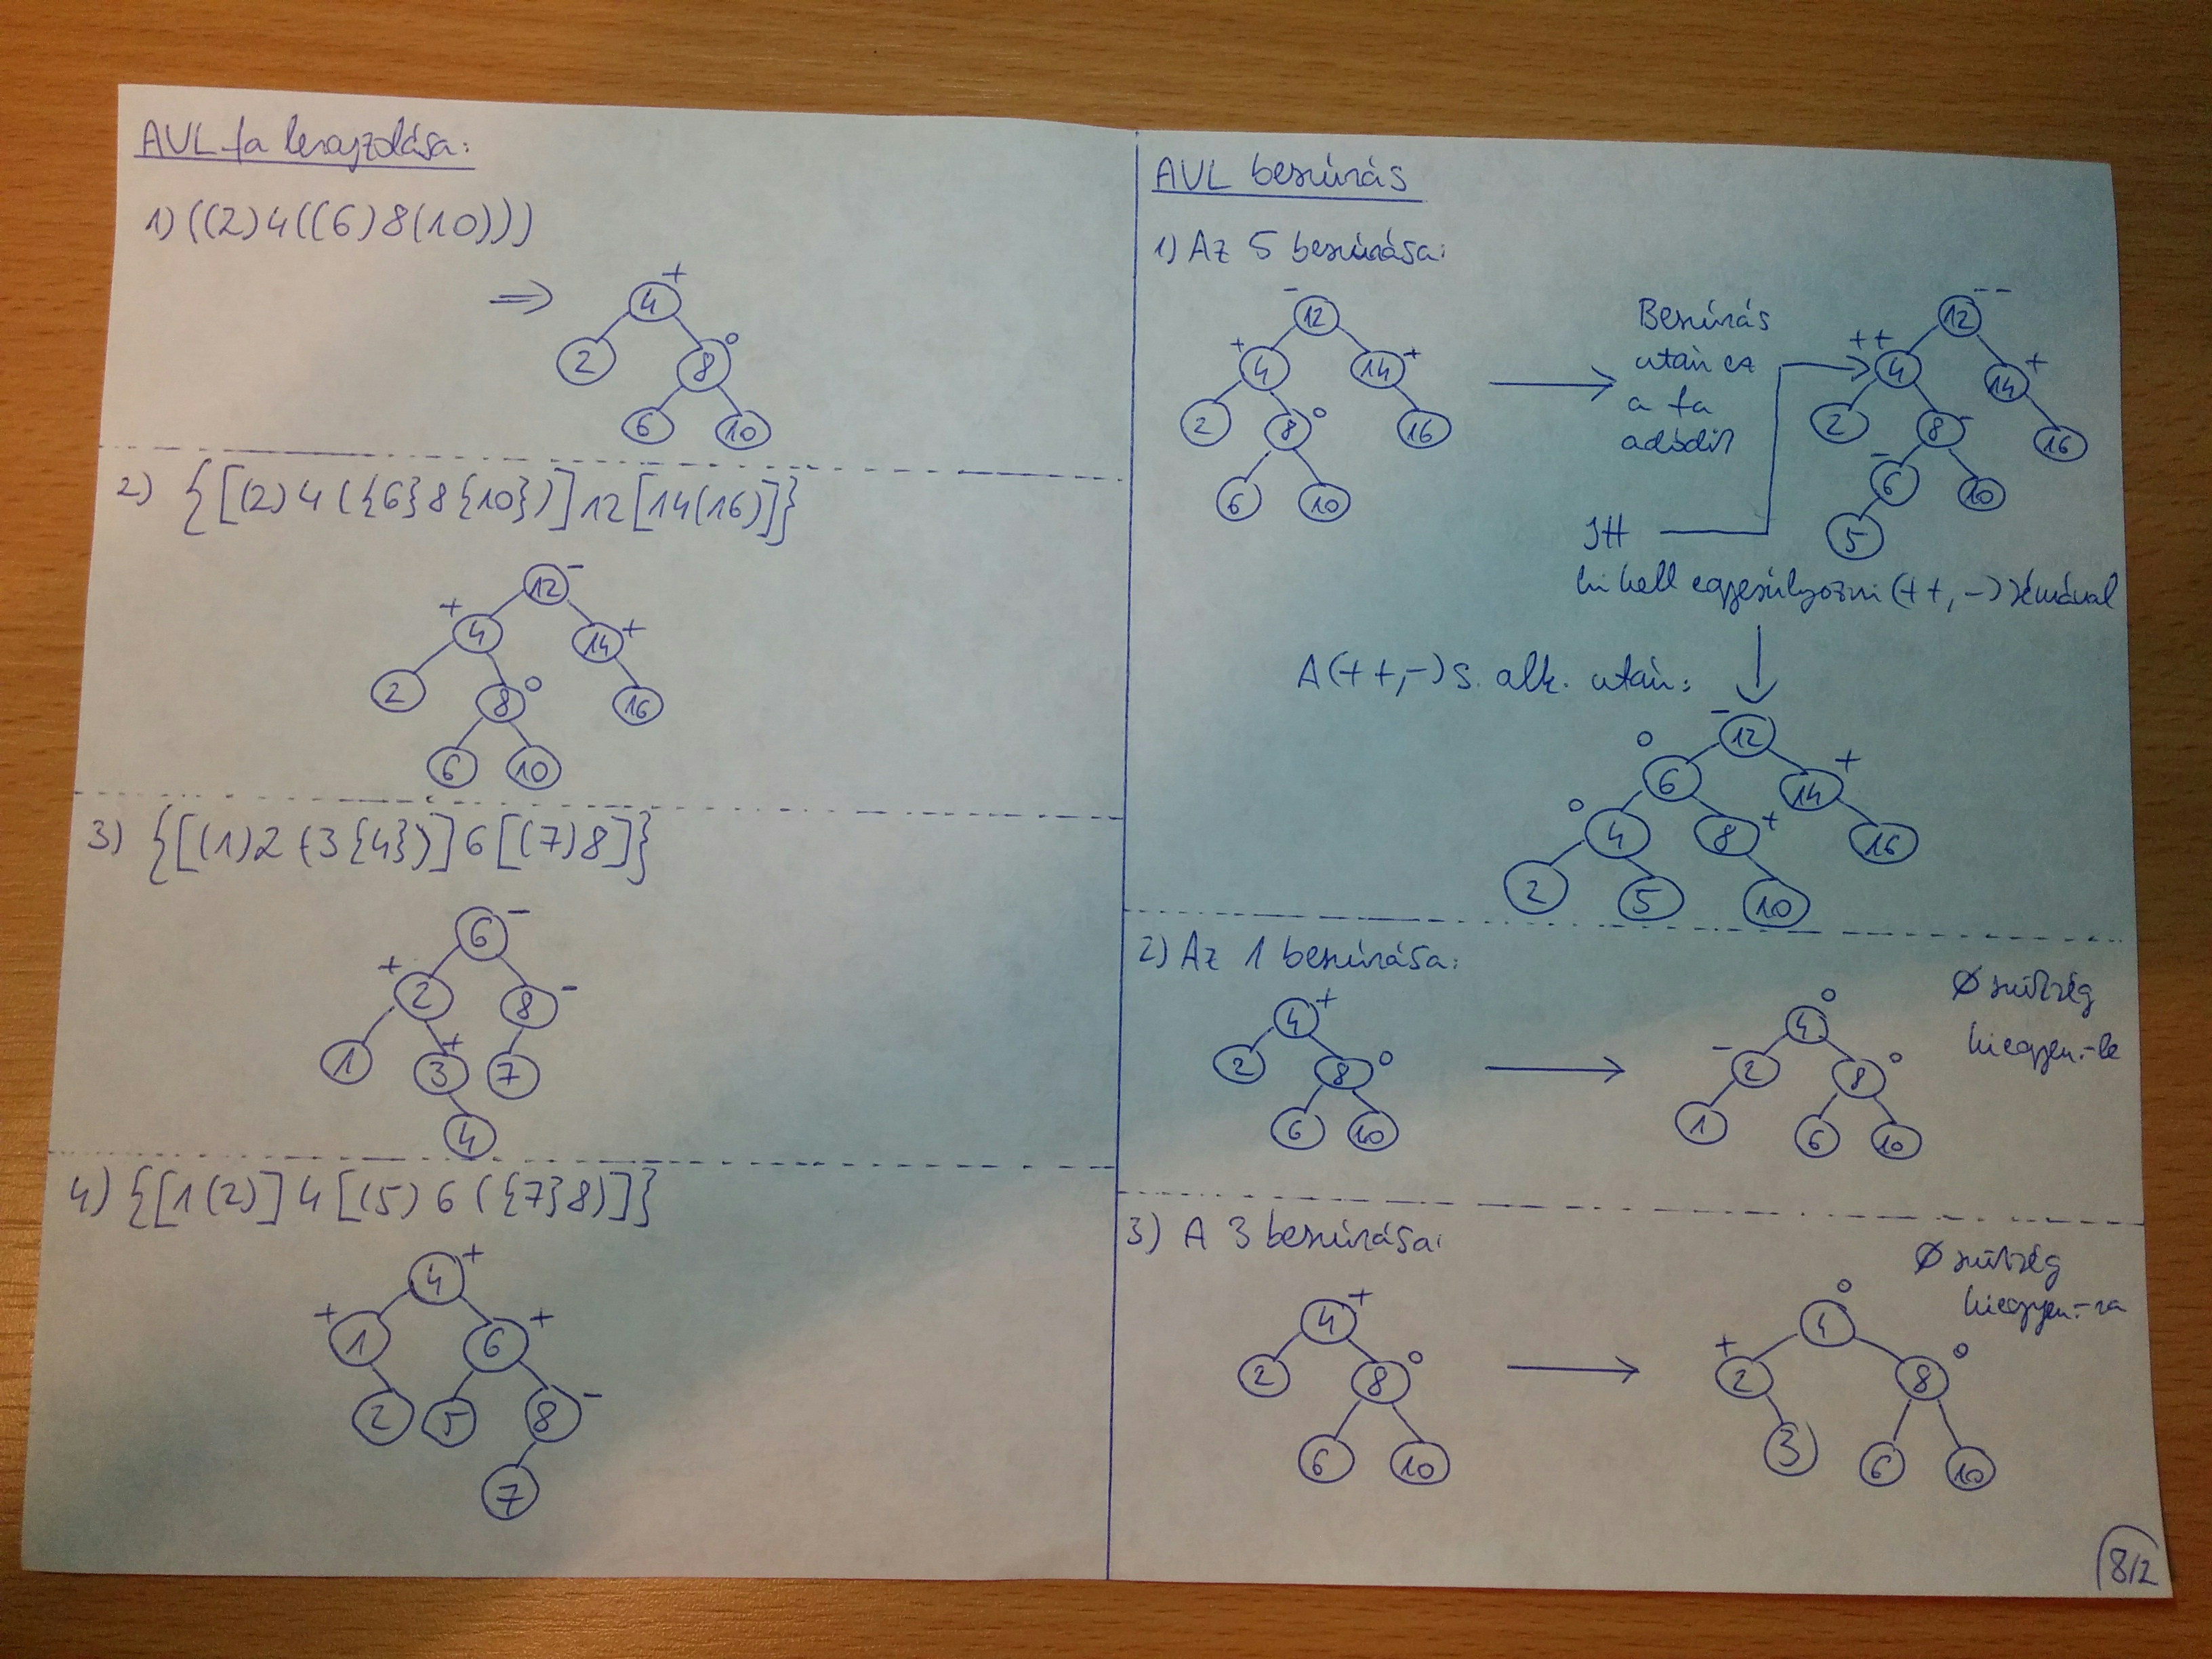 AVL fa lerajzolása:
1) ((2)4((6)8(10)))
⇒
4 +
2 8 ○
6 10
2) {[(2)4({6}8{10})]12[14(16)]}
12 -
+ 4 14 +
2 8 ○ 16
6 10
3) {[(1)2(3{4})]6[(7)8]}
6 -
+ 2 8 -
1 3 + 7
4
4) {[1(2)]4[(5)6({7}8)]}
4 +
+ 1 6 +
2 5 8 -
7
AVL beszúrás
1) Az 5 beszúrása:
- 12
+ 4 14 +
2 8 ○ 16
6 10
Beszúrás
után ez
a fa
adódik
12 --
++ 4 14 +
2 8 - 16
- 6 10
5
Itt
ki kell egyensúlyozni (++,-) sémával
A (++,-) s. alk. után:
- 12
○ 6 14 +
○ 4 8 + 16
2 5 10
2) Az 1 beszúrása:
4 +
2 8 ○
6 10
4 ○
- 2 8 ○
1 6 10
Ø szükség
kiegyen.-re
3) A 3 beszúrása:
4 +
2 8 ○
6 10
4 ○
+ 2 8 ○
3 6 10
Ø szükség
kiegyen.-ra
8/2